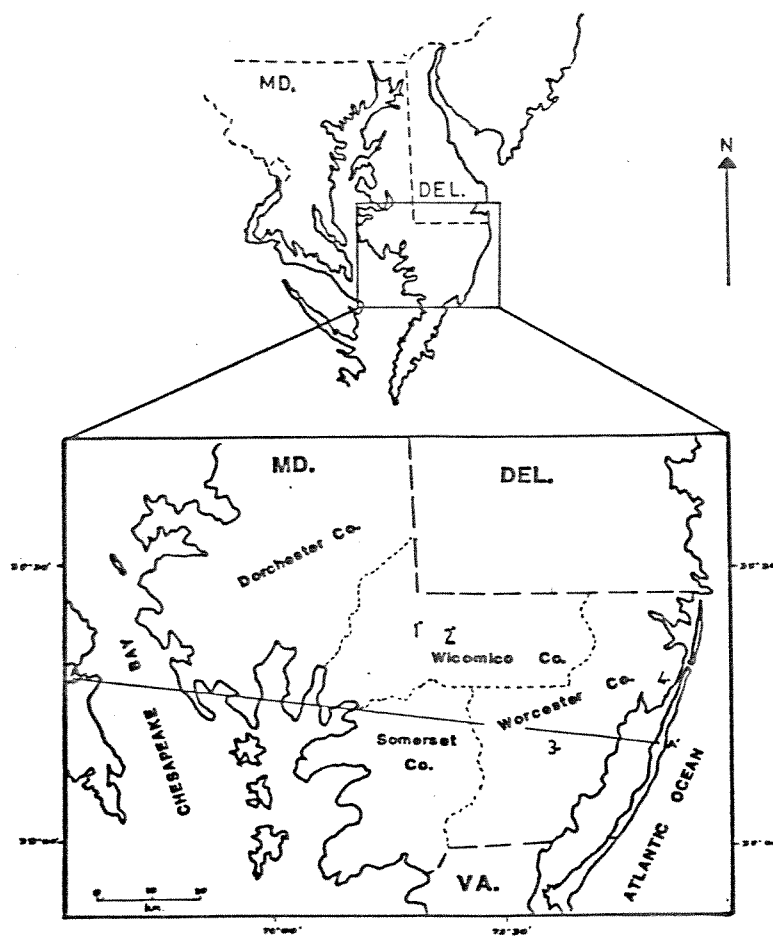 N
MD.
DEL.
MD.
DEL.
Dorchester Co.
Wicomico Co.
Worcester Co.
Somerset
Co.
CHESAPEAKE BAY
ATLANTIC OCEAN
VA.
km.
1
2
3